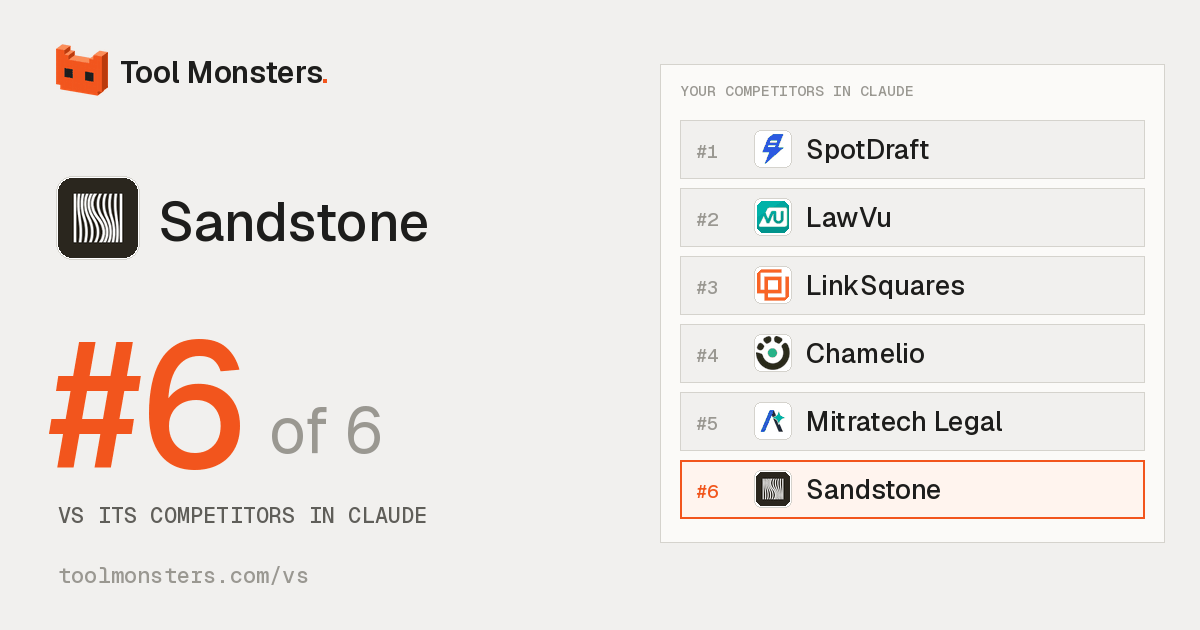 Tool Monsters.
Sandstone
#6 of 6
VS ITS COMPETITORS IN CLAUDE
toolmonsters.com/vs
YOUR COMPETITORS IN CLAUDE
#1 SpotDraft
#2 LawVu
#3 LinkSquares
#4 Chamelio
#5 Mitratech Legal
#6 Sandstone